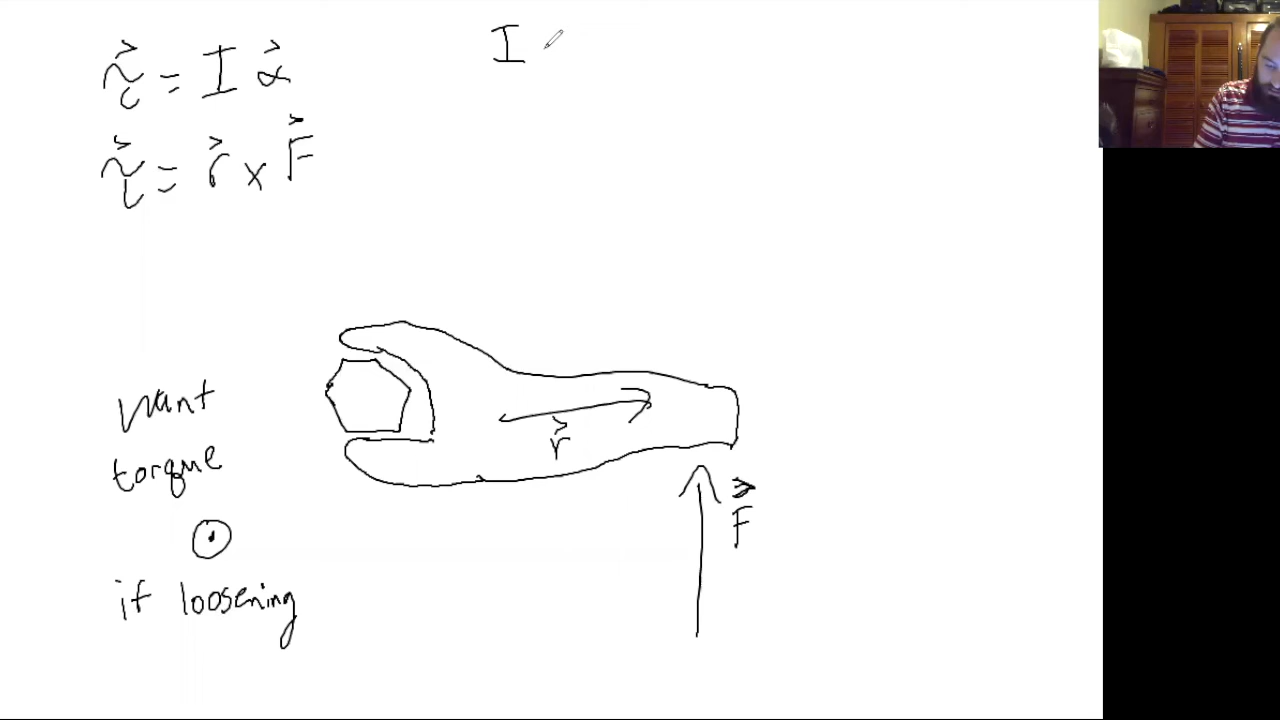 τ⃗ = I α⃗
τ⃗ = r⃗ × F⃗
I
want
torque
⊙
if loosening
r⃗
F⃗